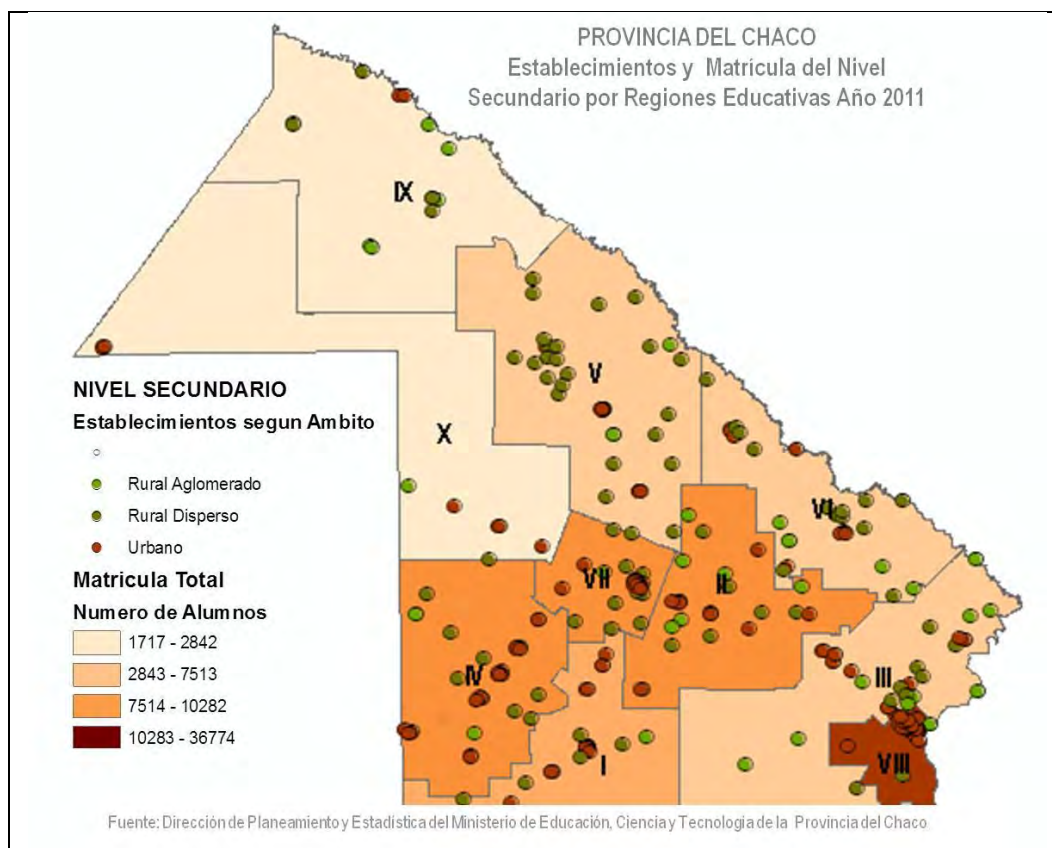 PROVINCIA DEL CHACO
Establecimientos y Matrícula del Nivel
Secundario por Regiones Educativas Año 2011
IX
V
X
VI
VII
II
IV
III
I
VIII
NIVEL SECUNDARIO
Establecimientos segun Ambito
Rural Aglomerado
Rural Disperso
Urbano
Matricula Total
Numero de Alumnos
1717 - 2842
2843 - 7513
7514 - 10282
10283 - 36774
Fuente: Dirección de Planeamiento y Estadística del Ministerio de Educación, Ciencia y Tecnología de la Provincia del Chaco